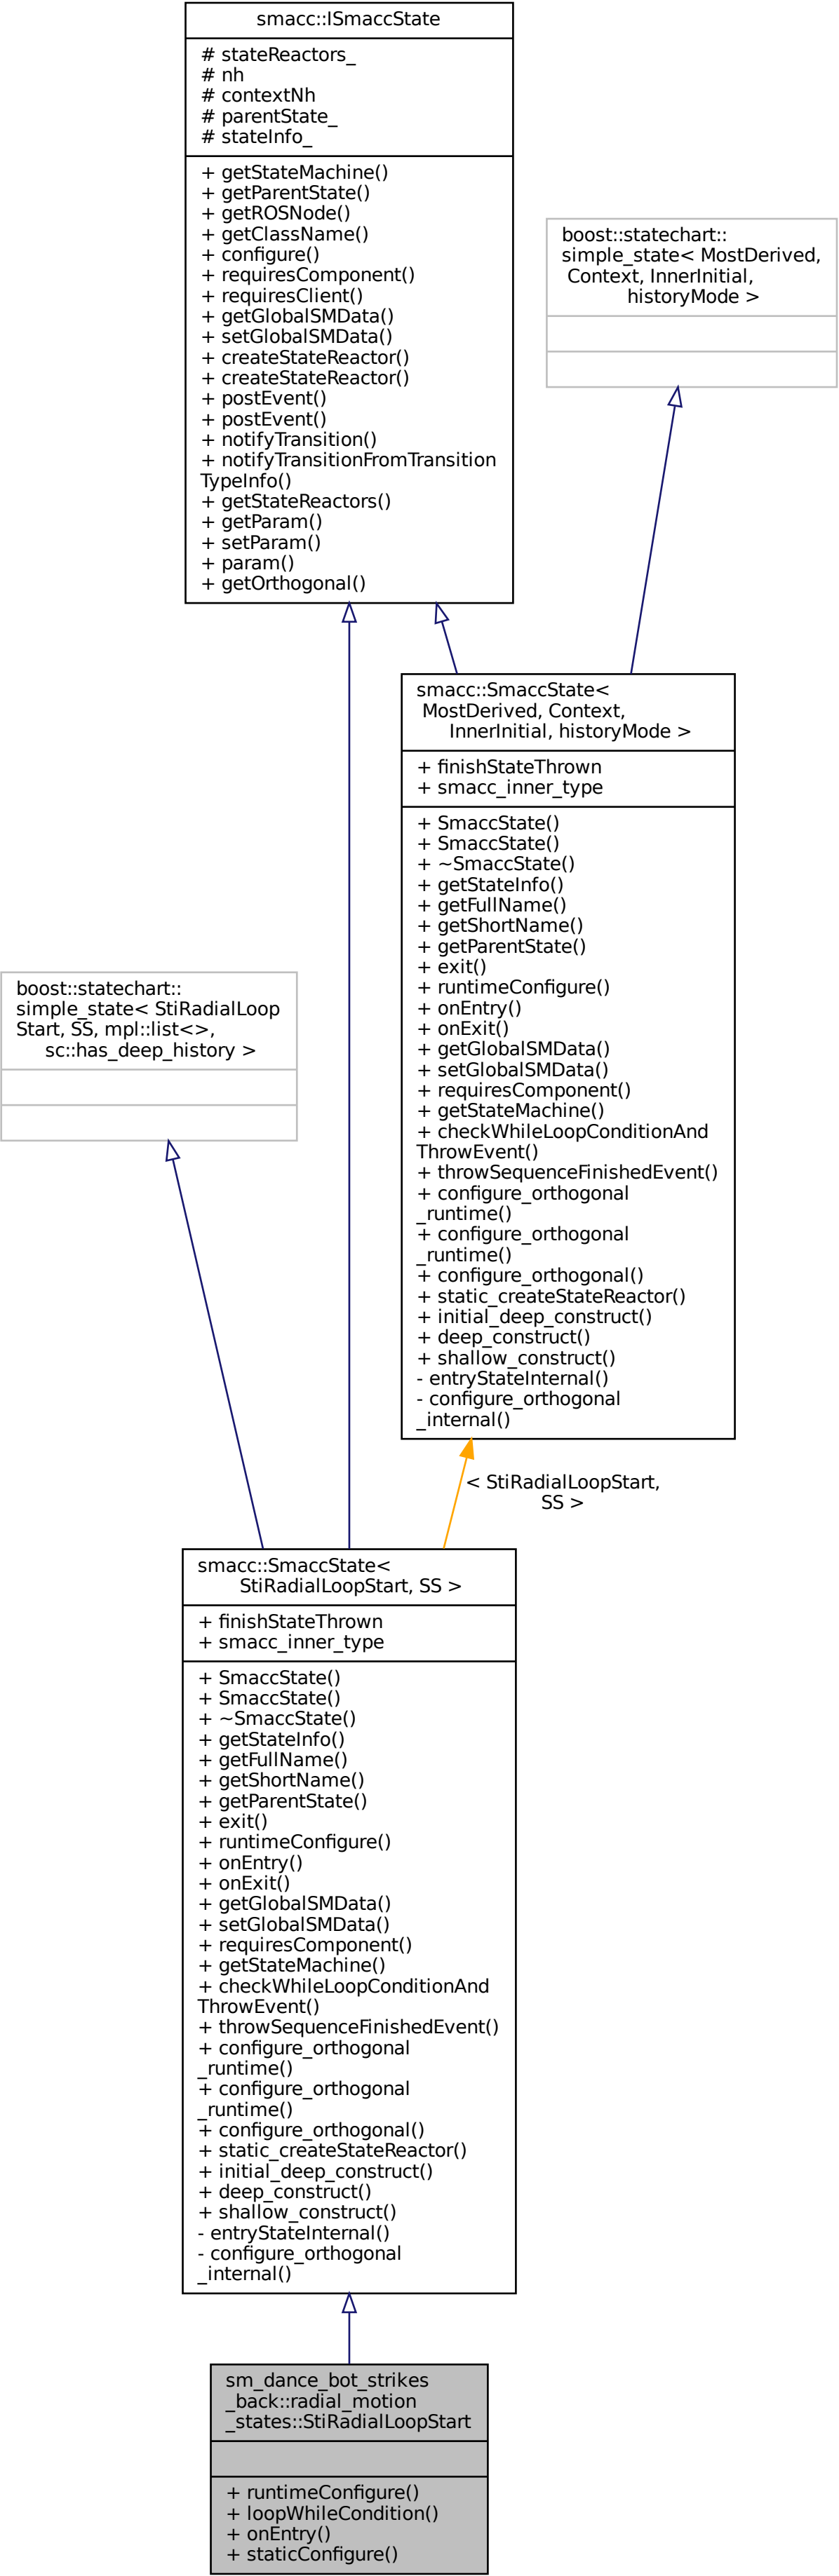 smacc::ISmaccState
# stateReactors_
# nh
# contextNh
# parentState_
# stateInfo_
+ getStateMachine()
+ getParentState()
+ getROSNode()
+ getClassName()
+ configure()
+ requiresComponent()
+ requiresClient()
+ getGlobalSMData()
+ setGlobalSMData()
+ createStateReactor()
+ createStateReactor()
+ postEvent()
+ postEvent()
+ notifyTransition()
+ notifyTransitionFromTransition
TypeInfo()
+ getStateReactors()
+ getParam()
+ setParam()
+ param()
+ getOrthogonal()
boost::statechart::
simple_state< MostDerived,
Context, InnerInitial,
historyMode >
smacc::SmaccState<
MostDerived, Context,
InnerInitial, historyMode >
+ finishStateThrown
+ smacc_inner_type
+ SmaccState()
+ SmaccState()
+ ~SmaccState()
+ getStateInfo()
+ getFullName()
+ getShortName()
+ getParentState()
+ exit()
+ runtimeConfigure()
+ onEntry()
+ onExit()
+ getGlobalSMData()
+ setGlobalSMData()
+ requiresComponent()
+ getStateMachine()
+ checkWhileLoopConditionAnd
ThrowEvent()
+ throwSequenceFinishedEvent()
+ configure_orthogonal
_runtime()
+ configure_orthogonal
_runtime()
+ configure_orthogonal()
+ static_createStateReactor()
+ initial_deep_construct()
+ deep_construct()
+ shallow_construct()
- entryStateInternal()
- configure_orthogonal
_internal()
boost::statechart::
simple_state< StiRadialLoop
Start, SS, mpl::list<>,
sc::has_deep_history >
< StiRadialLoopStart,
SS >
smacc::SmaccState<
StiRadialLoopStart, SS >
+ finishStateThrown
+ smacc_inner_type
+ SmaccState()
+ SmaccState()
+ ~SmaccState()
+ getStateInfo()
+ getFullName()
+ getShortName()
+ getParentState()
+ exit()
+ runtimeConfigure()
+ onEntry()
+ onExit()
+ getGlobalSMData()
+ setGlobalSMData()
+ requiresComponent()
+ getStateMachine()
+ checkWhileLoopConditionAnd
ThrowEvent()
+ throwSequenceFinishedEvent()
+ configure_orthogonal
_runtime()
+ configure_orthogonal
_runtime()
+ configure_orthogonal()
+ static_createStateReactor()
+ initial_deep_construct()
+ deep_construct()
+ shallow_construct()
- entryStateInternal()
- configure_orthogonal
_internal()
sm_dance_bot_strikes
_back::radial_motion
_states::StiRadialLoopStart
+ runtimeConfigure()
+ loopWhileCondition()
+ onEntry()
+ staticConfigure()